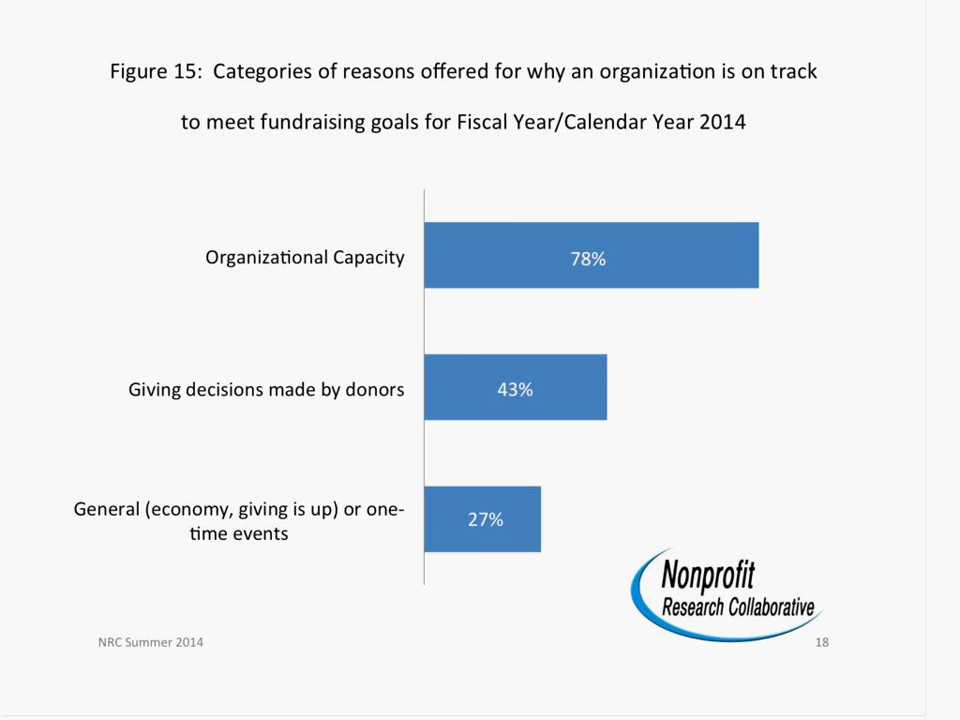 Figure 15:  Categories of reasons offered for why an organization is on track
to meet fundraising goals for Fiscal Year/Calendar Year 2014
Organizational Capacity
78%
Giving decisions made by donors
43%
General (economy, giving is up) or one-
time events
27%
Nonprofit
Research Collaborative
NRC Summer 2014
18